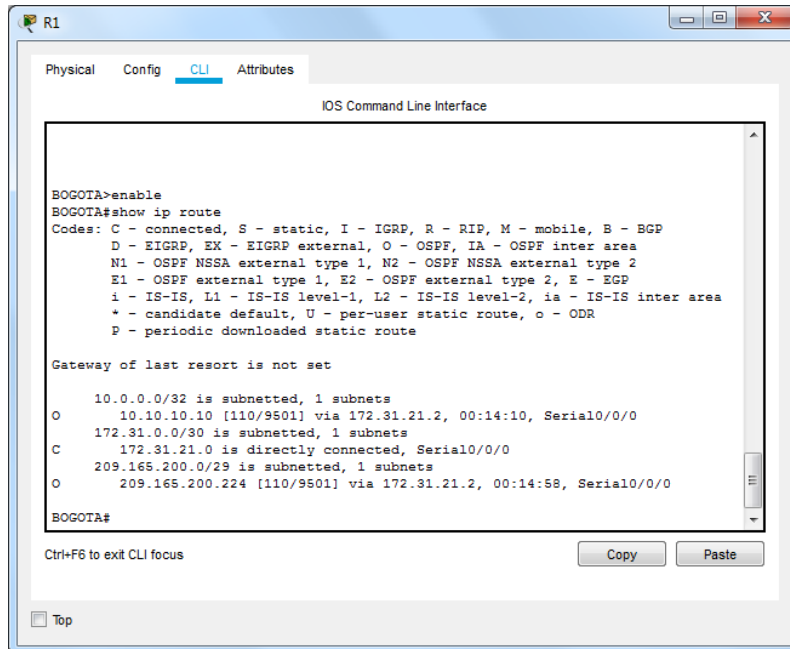 R1
Physical Config CLI Attributes
IOS Command Line Interface
BOGOTA>enable
BOGOTA#show ip route
Codes: C - connected, S - static, I - IGRP, R - RIP, M - mobile, B - BGP
D - EIGRP, EX - EIGRP external, O - OSPF, IA - OSPF inter area
N1 - OSPF NSSA external type 1, N2 - OSPF NSSA external type 2
E1 - OSPF external type 1, E2 - OSPF external type 2, E - EGP
i - IS-IS, L1 - IS-IS level-1, L2 - IS-IS level-2, ia - IS-IS inter area
* - candidate default, U - per-user static route, o - ODR
P - periodic downloaded static route
Gateway of last resort is not set
10.0.0.0/32 is subnetted, 1 subnets
O 10.10.10.10 [110/9501] via 172.31.21.2, 00:14:10, Serial0/0/0
172.31.0.0/30 is subnetted, 1 subnets
C 172.31.21.0 is directly connected, Serial0/0/0
209.165.200.0/29 is subnetted, 1 subnets
O 209.165.200.224 [110/9501] via 172.31.21.2, 00:14:58, Serial0/0/0
BOGOTA#
Ctrl+F6 to exit CLI focus Copy Paste
Top